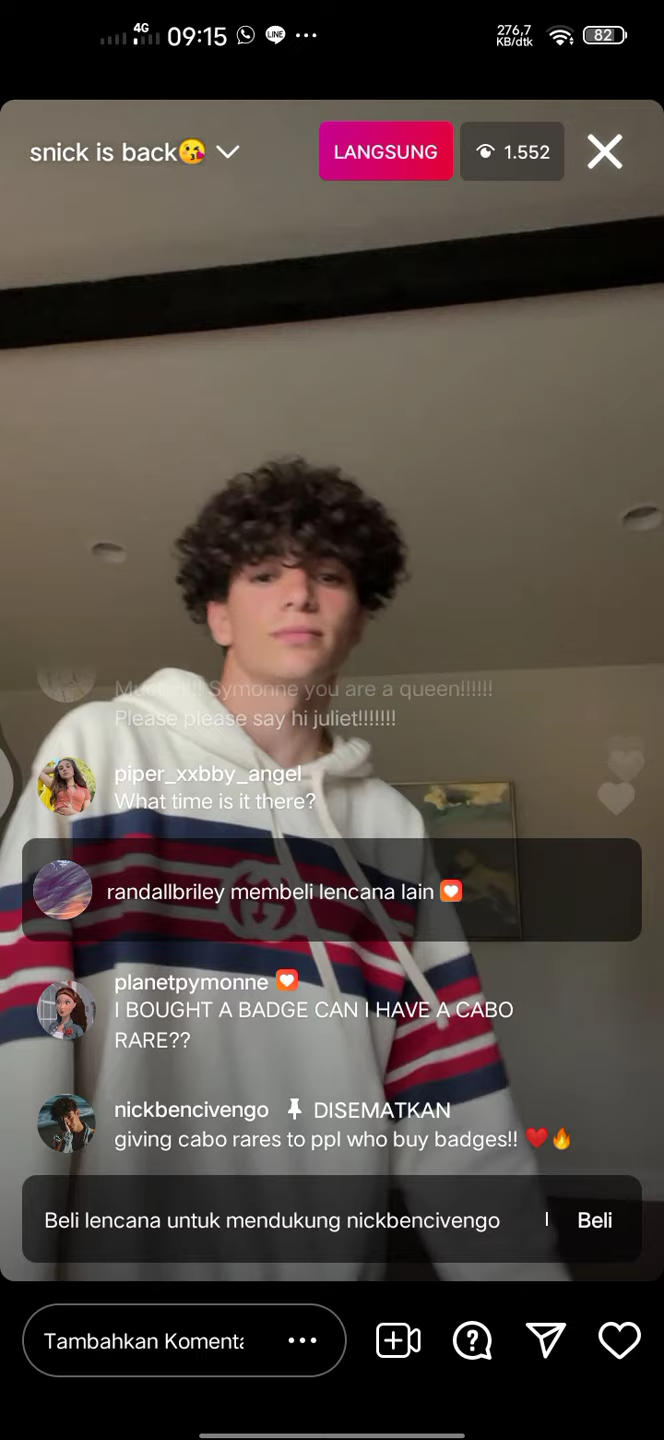 4G 09:15 LINE 276,7 KB/dtk 82
snick is back😘 LANGSUNG 1.552
Symonne you are a queen!!!!!!
Please please say hi juliet!!!!!!!
piper_xxbby_angel
What time is it there?
randallbriley membeli lencana lain
planetpymonne
I BOUGHT A BADGE CAN I HAVE A CABO
RARE??
nickbencivengo DISEMATKAN
giving cabo rares to ppl who buy badges!! ❤️🔥
Beli lencana untuk mendukung nickbencivengo Beli
Tambahkan Komenta